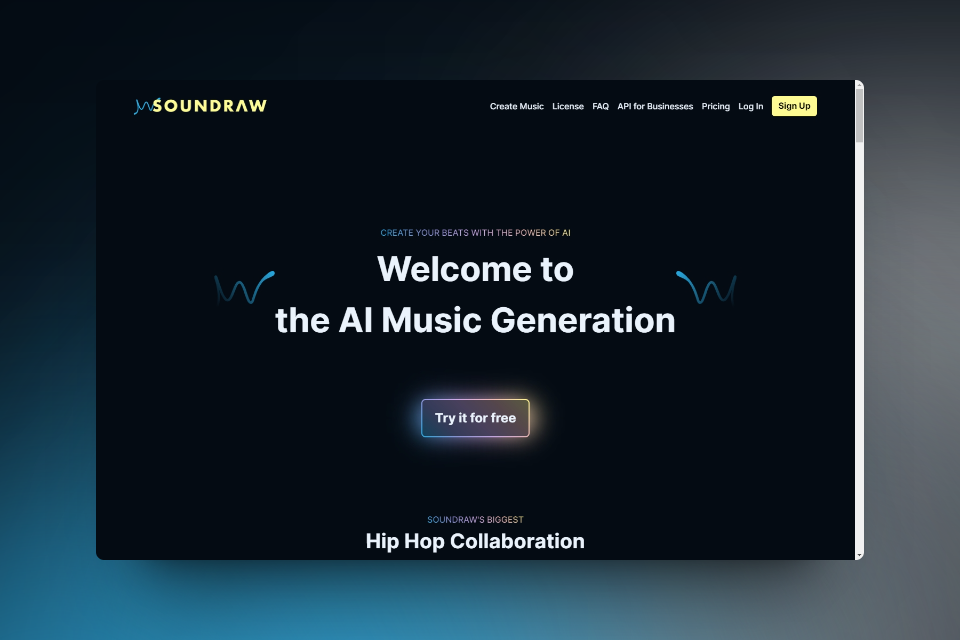 SOUNDRAW
Create Music License FAQ API for Businesses Pricing Log In Sign Up
CREATE YOUR BEATS WITH THE POWER OF AI
Welcome to
the AI Music Generation
Try it for free
SOUNDRAW'S BIGGEST
Hip Hop Collaboration